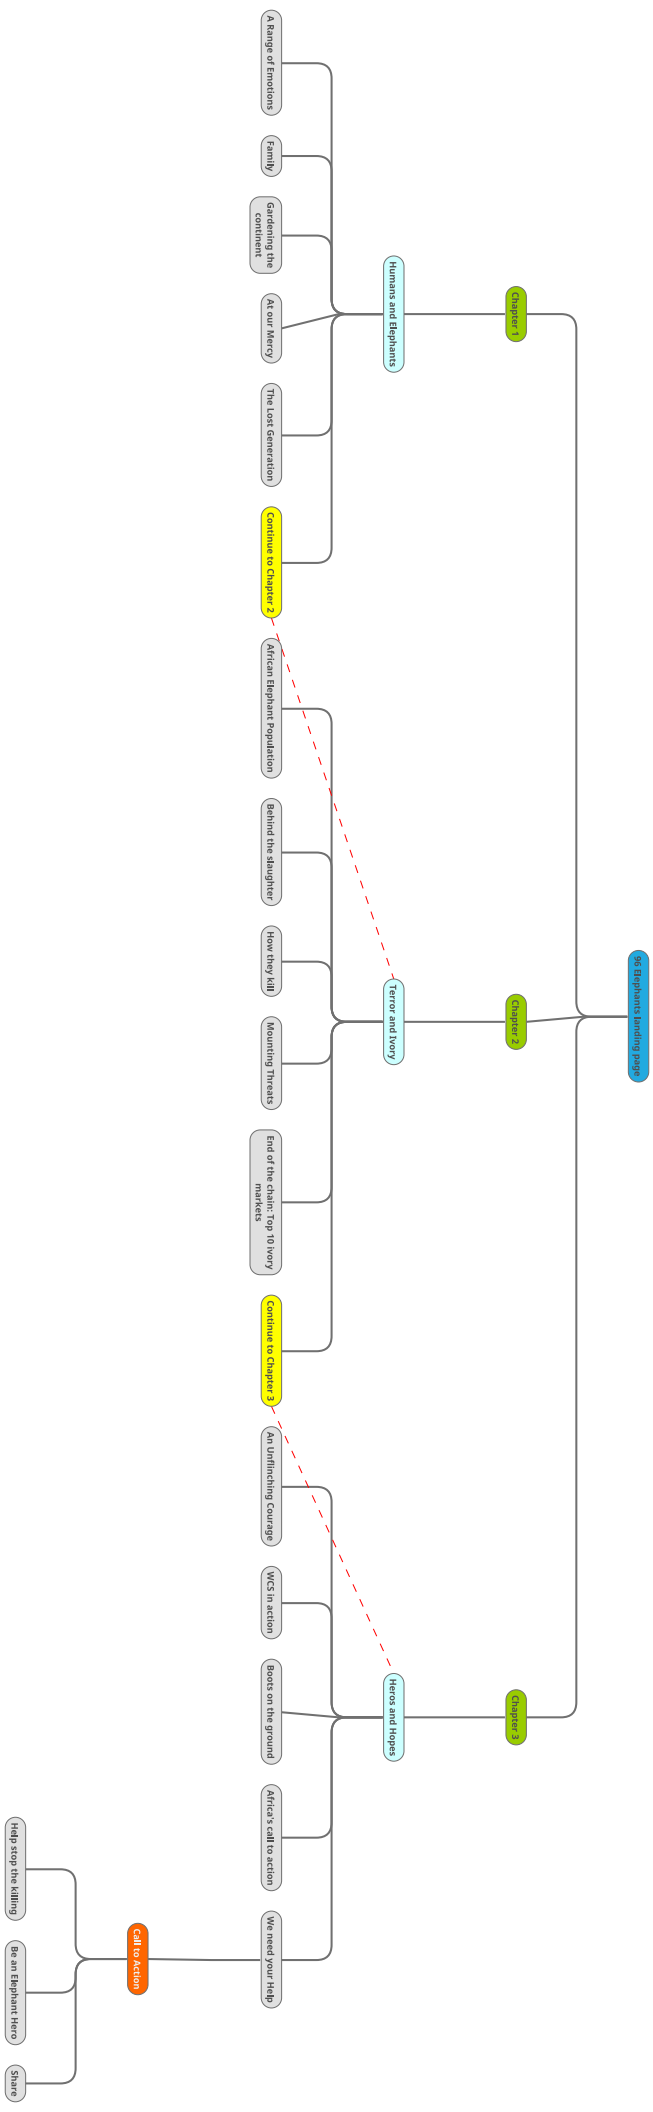 96 Elephants landing page
Chapter 1
Chapter 2
Chapter 3
Humans and Elephants
Terror and Ivory
Heros and Hopes
A Range of Emotions
Family
Gardening the
continent
At our Mercy
The Lost Generation
Continue to Chapter 2
African Elephant Population
Behind the slaughter
How they kill
Mounting Threats
End of the chain: Top 10 ivory
markets
Continue to Chapter 3
An Unflinching Courage
WCS in action
Boots on the ground
Africa's call to action
We need your Help
Call to Action
Help stop the killing
Be an Elephant Hero
Share